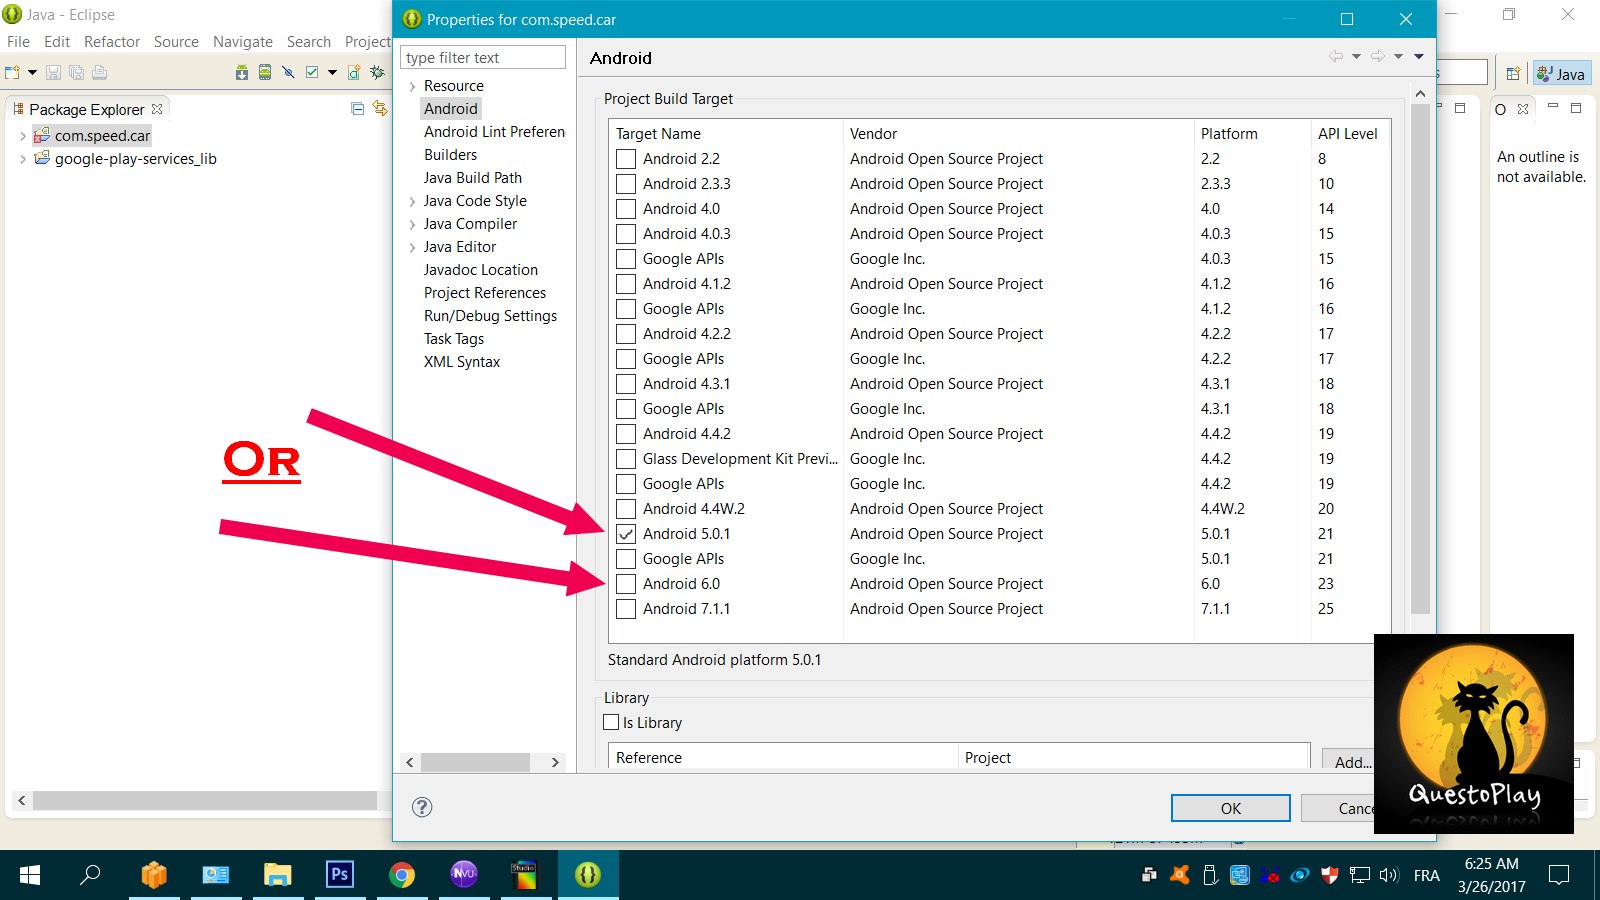 Java - Eclipse
File Edit Refactor Source Navigate Search Project
Java
Package Explorer
com.speed.car
google-play-services_lib
Properties for com.speed.car
type filter text
Resource
Android
Android Lint Preferen
Builders
Java Build Path
Java Code Style
Java Compiler
Java Editor
Javadoc Location
Project References
Run/Debug Settings
Task Tags
XML Syntax
Android
Project Build Target
Target Name Vendor Platform API Level
Android 2.2 Android Open Source Project 2.2 8
Android 2.3.3 Android Open Source Project 2.3.3 10
Android 4.0 Android Open Source Project 4.0 14
Android 4.0.3 Android Open Source Project 4.0.3 15
Google APIs Google Inc. 4.0.3 15
Android 4.1.2 Android Open Source Project 4.1.2 16
Google APIs Google Inc. 4.1.2 16
Android 4.2.2 Android Open Source Project 4.2.2 17
Google APIs Google Inc. 4.2.2 17
Android 4.3.1 Android Open Source Project 4.3.1 18
Google APIs Google Inc. 4.3.1 18
Android 4.4.2 Android Open Source Project 4.4.2 19
Glass Development Kit Previ... Google Inc. 4.4.2 19
Google APIs Google Inc. 4.4.2 19
Android 4.4W.2 Android Open Source Project 4.4W.2 20
Android 5.0.1 Android Open Source Project 5.0.1 21
Google APIs Google Inc. 5.0.1 21
Android 6.0 Android Open Source Project 6.0 23
Android 7.1.1 Android Open Source Project 7.1.1 25
Standard Android platform 5.0.1
Library
Is Library
Reference Project
Add...
OK Cance
Or
An outline is
not available.
QuestoPlay
Ps
NVU
Studio
FRA
6:25 AM
3/26/2017